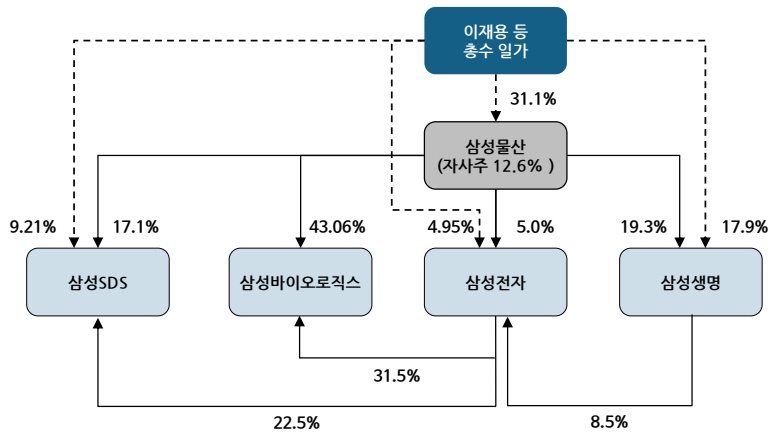 이재용 등
총수 일가
31.1%
삼성물산
(자사주 12.6% )
9.21%
17.1%
43.06%
4.95%
5.0%
19.3%
17.9%
삼성SDS
삼성바이오로직스
삼성전자
삼성생명
31.5%
22.5%
8.5%